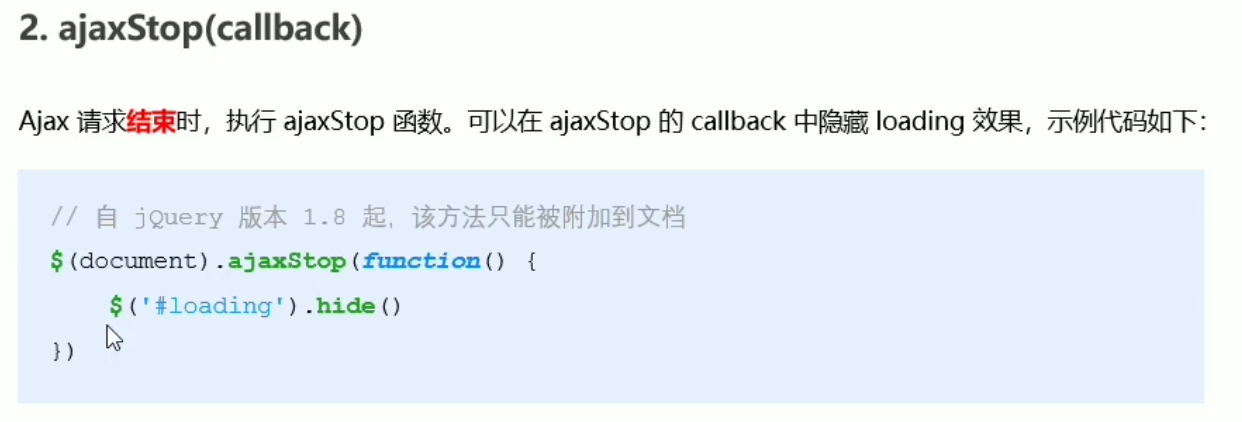 2. ajaxStop(callback)
Ajax 请求结束时，执行 ajaxStop 函数。可以在 ajaxStop 的 callback 中隐藏 loading 效果，示例代码如下：
// 自 jQuery 版本 1.8 起，该方法只能被附加到文档
$(document).ajaxStop(function() {
    $('#loading').hide()
})